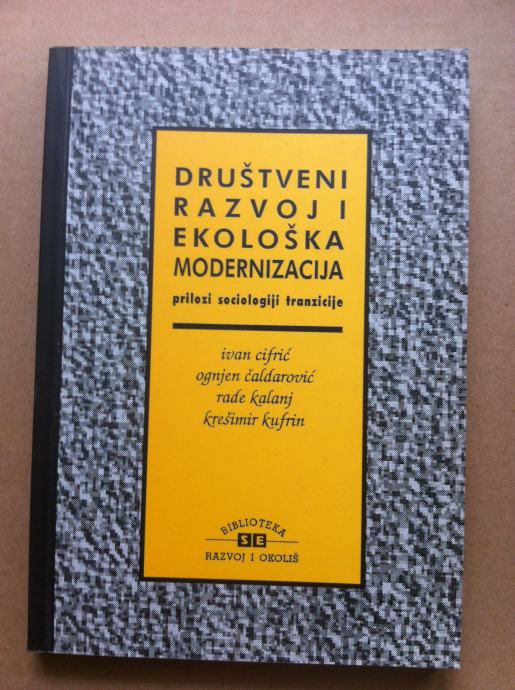 DRUŠTVENI
RAZVOJ I
EKOLOŠKA
MODERNIZACIJA
prilozi sociologiji tranzicije
ivan cifrić
ognjen čaldarović
rade kalanj
krešimir kufrin
BIBLIOTEKA
SE
RAZVOJ I OKOLIŠ